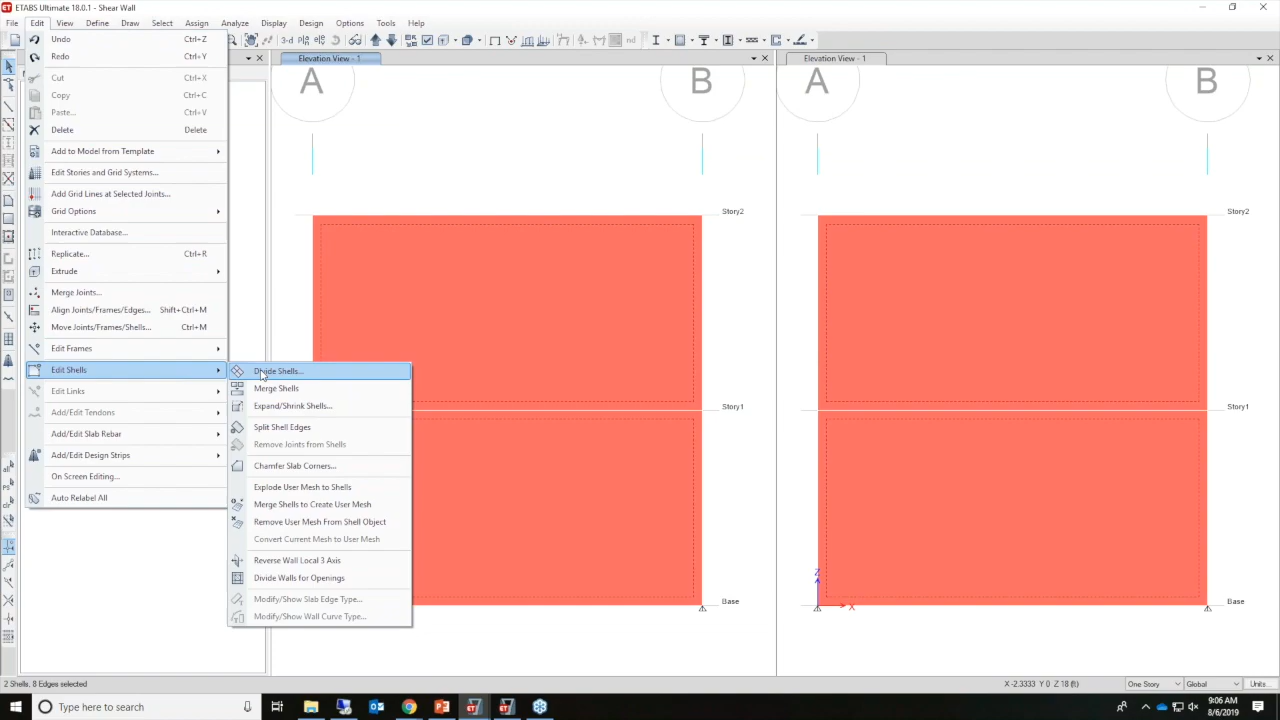 ETABS Ultimate 18.0.1 - Shear Wall
File Edit View Define Draw Select Assign Analyze Display Design Options Tools Help
Undo Ctrl+Z
Redo Ctrl+Y
Cut Ctrl+X
Copy Ctrl+C
Paste... Ctrl+V
Delete Delete
Add to Model from Template
Edit Stories and Grid Systems...
Add Grid Lines at Selected Joints...
Grid Options
Interactive Database...
Replicate... Ctrl+R
Extrude
Merge Joints...
Align Joints/Frames/Edges... Shift+Ctrl+M
Move Joints/Frames/Shells... Ctrl+M
Edit Frames
Edit Shells
Edit Links
Add/Edit Tendons
Add/Edit Slab Rebar
Add/Edit Design Strips
On Screen Editing...
Auto Relabel All
Divide Shells...
Merge Shells
Expand/Shrink Shells...
Split Shell Edges
Remove Joints from Shells
Chamfer Slab Corners...
Explode User Mesh to Shells
Merge Shells to Create User Mesh
Remove User Mesh From Shell Object
Convert Current Mesh to User Mesh
Reverse Wall Local 3 Axis
Divide Walls for Openings
Modify/Show Slab Edge Type...
Modify/Show Wall Curve Type...
Elevation View - 1
A B
Story2
Story1
Base
Elevation View - 1
A B
Story2
Story1
Base
Z
X
2 Shells, 8 Edges selected
X -2.3333 Y 0 Z 18 (ft)
One Story
Global
Units...
Type here to search
9:06 AM
8/6/2019